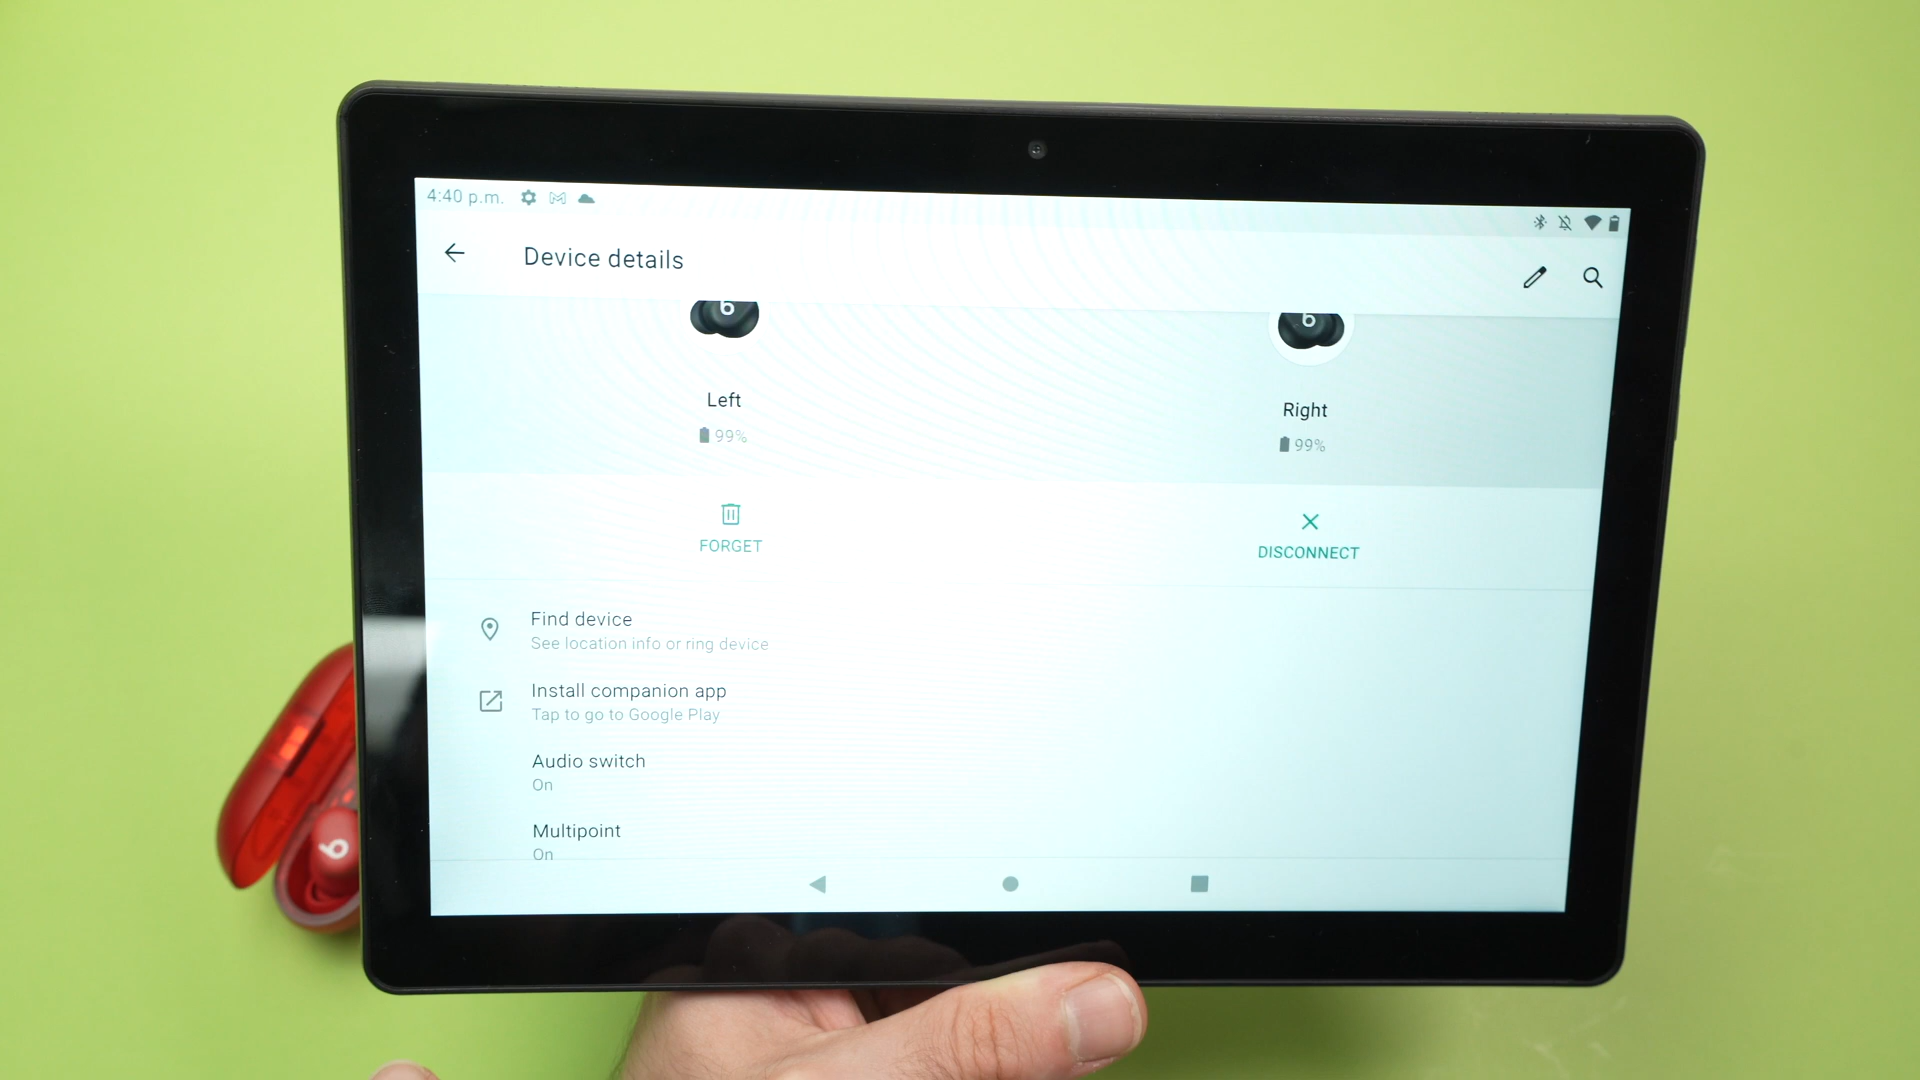 4:40 p.m.
Device details
Left
Right
99%
99%
FORGET
DISCONNECT
Find device
See location info or ring device
Install companion app
Tap to go to Google Play
Audio switch
On
Multipoint
On